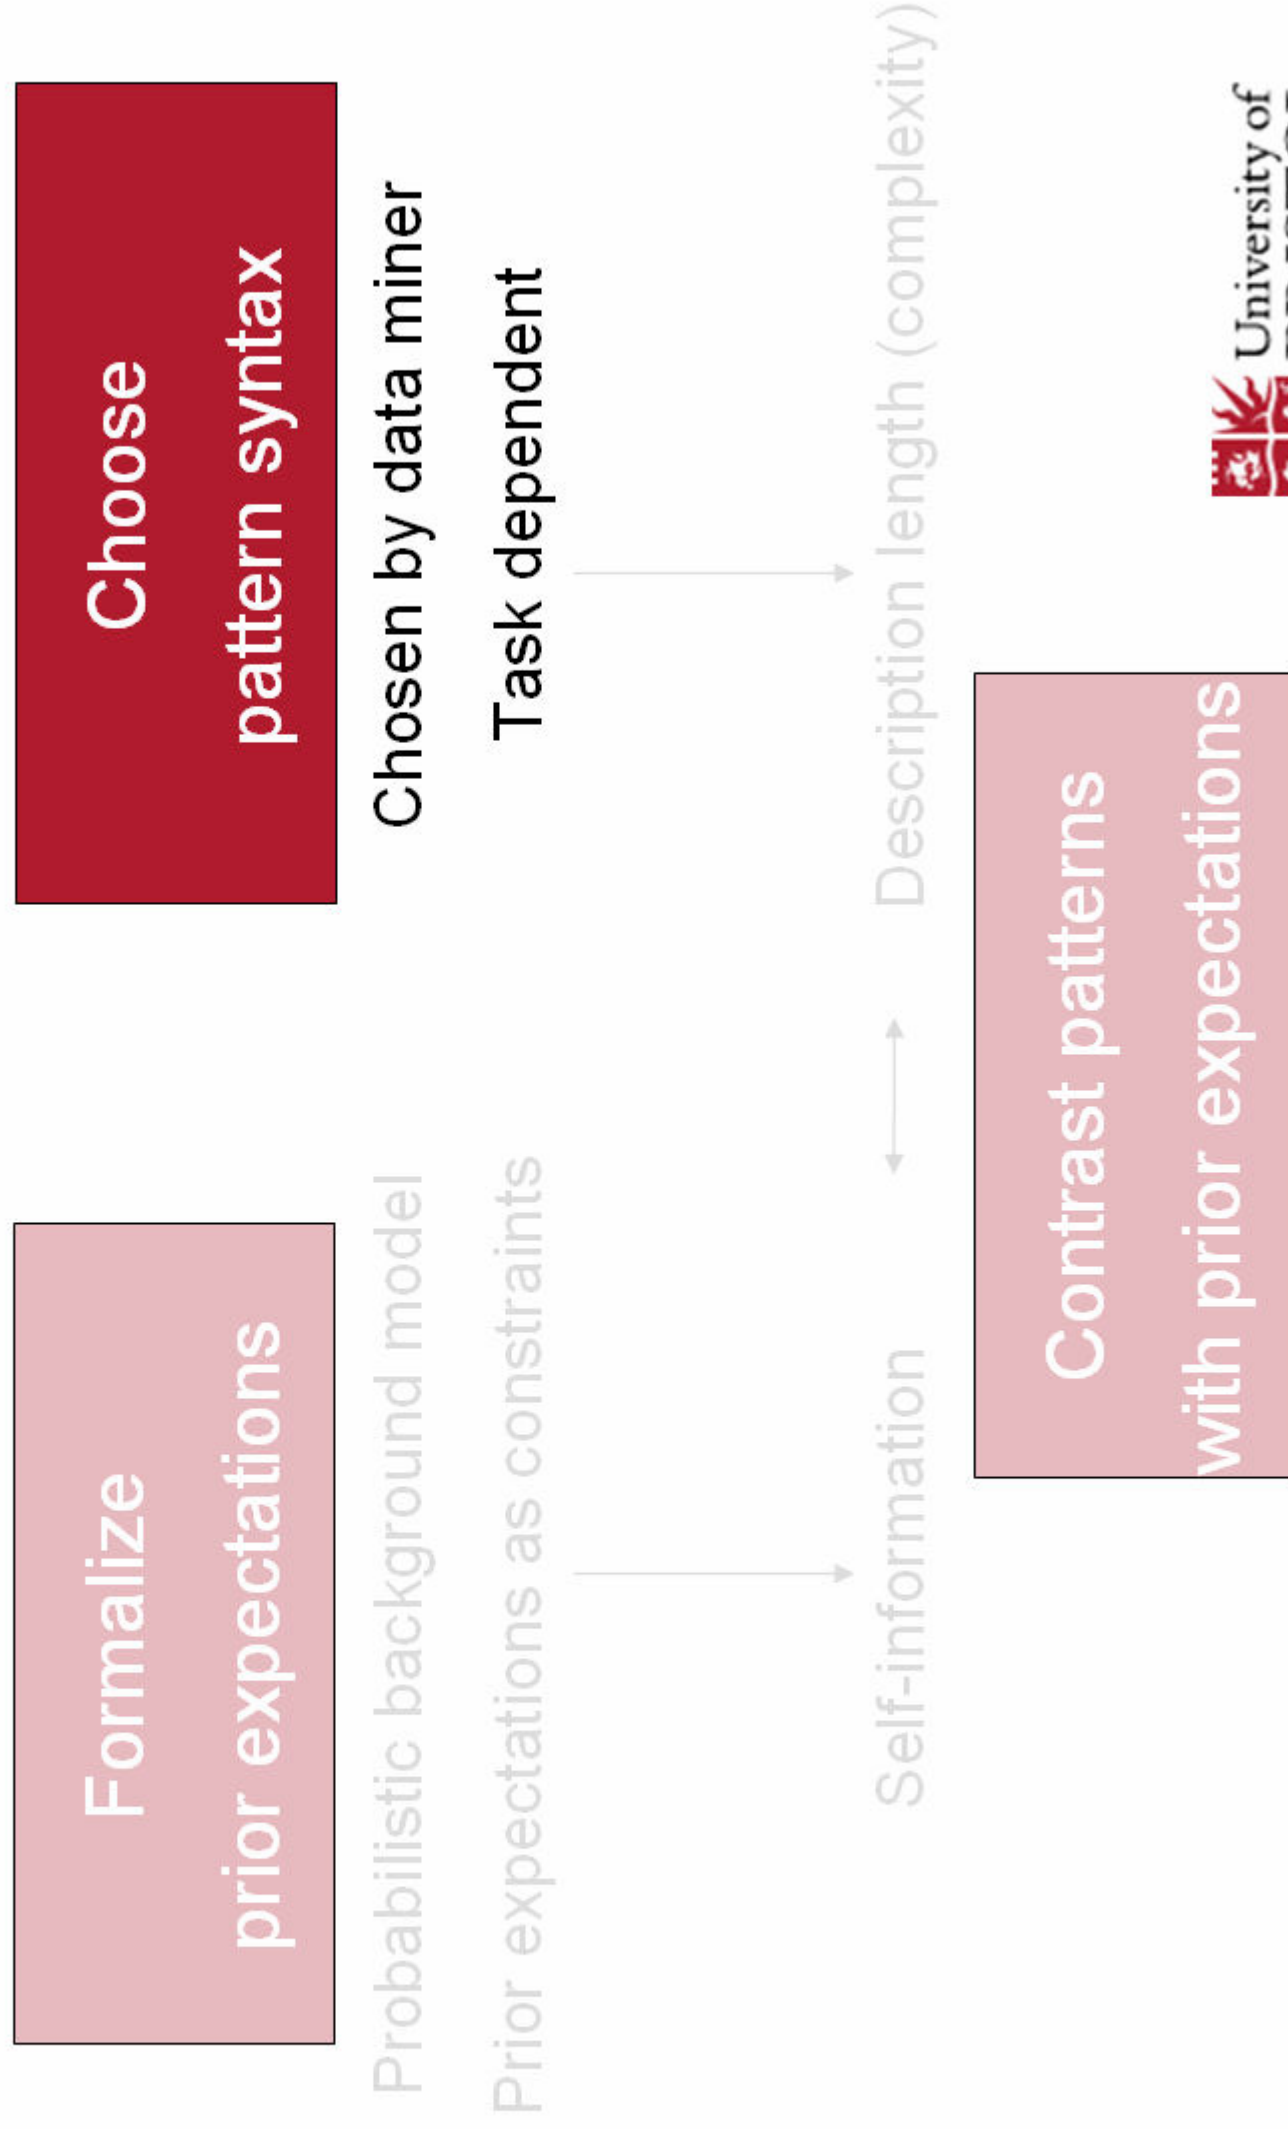 Formalize
prior expectations
Probabilistic background model
Prior expectations as constraints
Choose
pattern syntax
Chosen by data miner
Task dependent
Self-information
Description length (complexity)
Contrast patterns
with prior expectations
University of